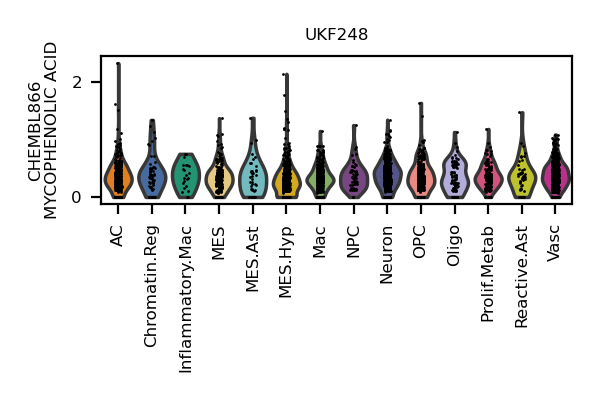 UKF248
CHEMBL866
MYCOPHENOLIC ACID
2
0
AC
Chromatin.Reg
Inflammatory.Mac
MES
MES.Ast
MES.Hyp
Mac
NPC
Neuron
OPC
Oligo
Prolif.Metab
Reactive.Ast
Vasc